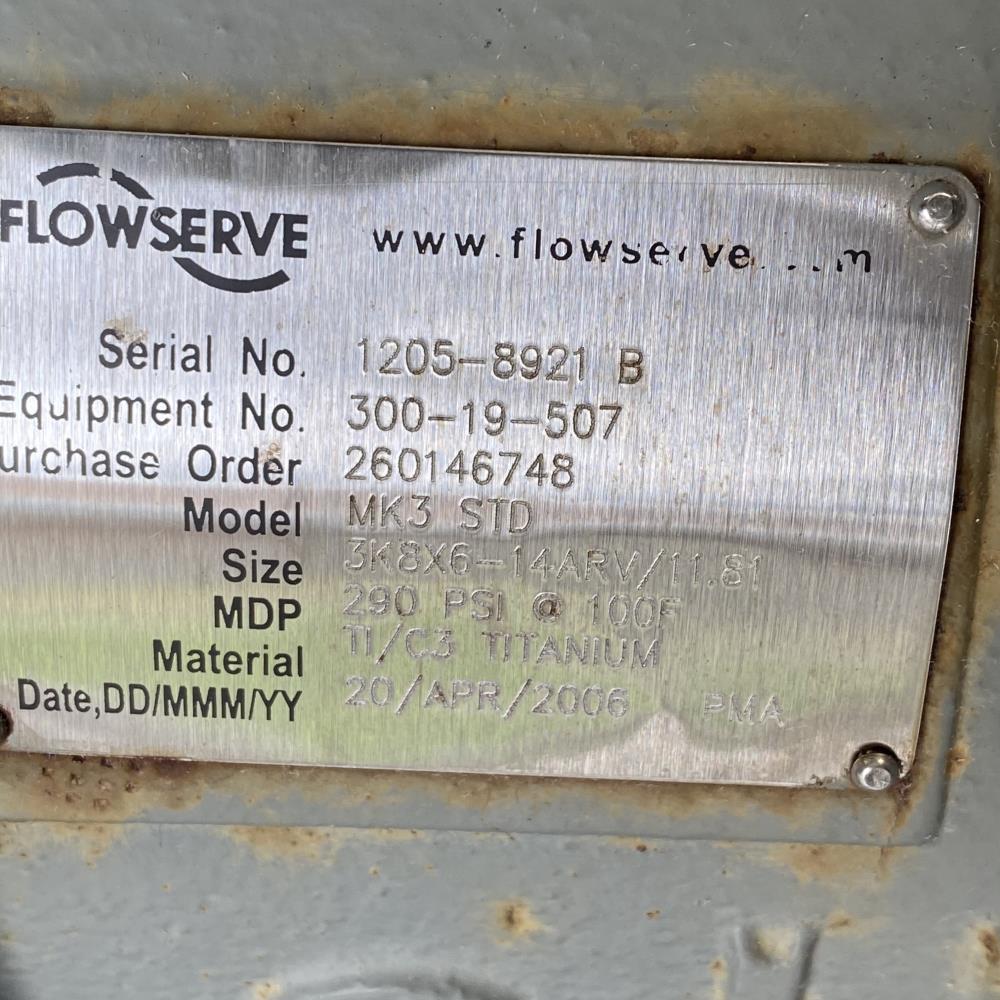 FLOWSERVE www.flowserve...m
Serial No. 1205-8921 B
Equipment No. 300-19-507
urchase Order 260146748
Model MK3 STD
Size 3K8X6-14ARV/11.81
MDP 290 PSI @ 100F
Material TI/C3 TITANIUM
Date,DD/MMM/YY 20/APR/2006 PMA